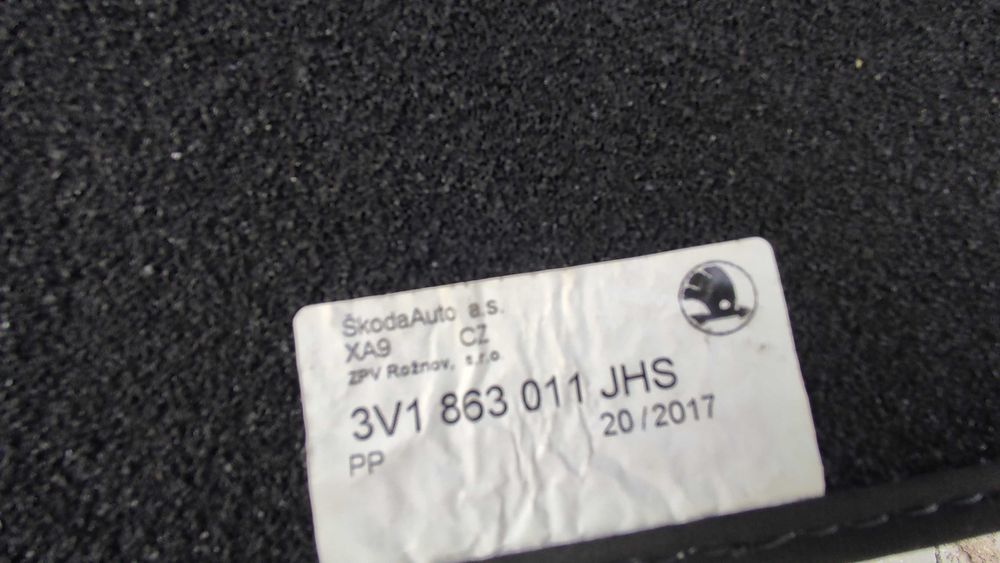 ŠkodaAuto a.s.
XA9 CZ
ZPV Rožnov, s.r.o.
3V1 863 011 JHS
20/2017
PP